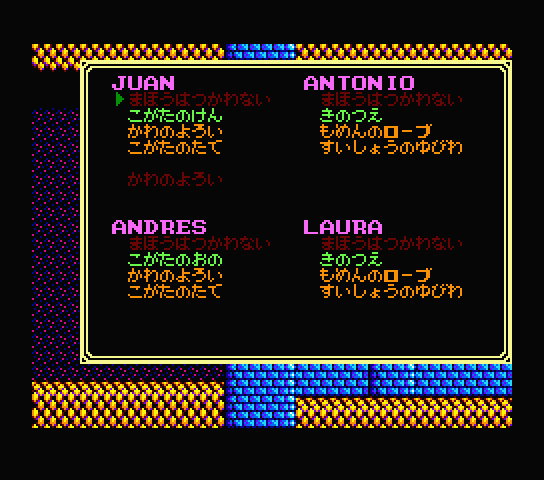 JUAN
まほうはつかわない
こがたのけん
かわのよろい
こがたのたて
かわのよろい
ANTONIO
まほうはつかわない
きのつえ
もめんのローブ
すいしょうのゆびわ
ANDRES
まほうはつかわない
こがたのおの
かわのよろい
こがたのたて
LAURA
まほうはつかわない
きのつえ
もめんのローブ
すいしょうのゆびわ